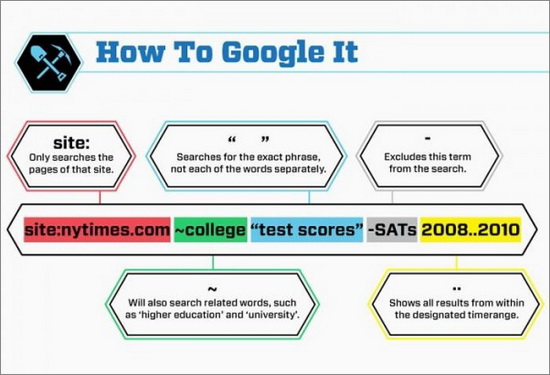 How To Google It
site:
Only searches the
pages of that site.
“ ”
Searches for the exact phrase,
not each of the words separately.
-
Excludes this term
from the search.
site:nytimes.com ~college “test scores” -SATs 2008..2010
~
Will also search related words, such
as ‘higher education’ and ‘university’.
..
Shows all results from within
the designated timerange.